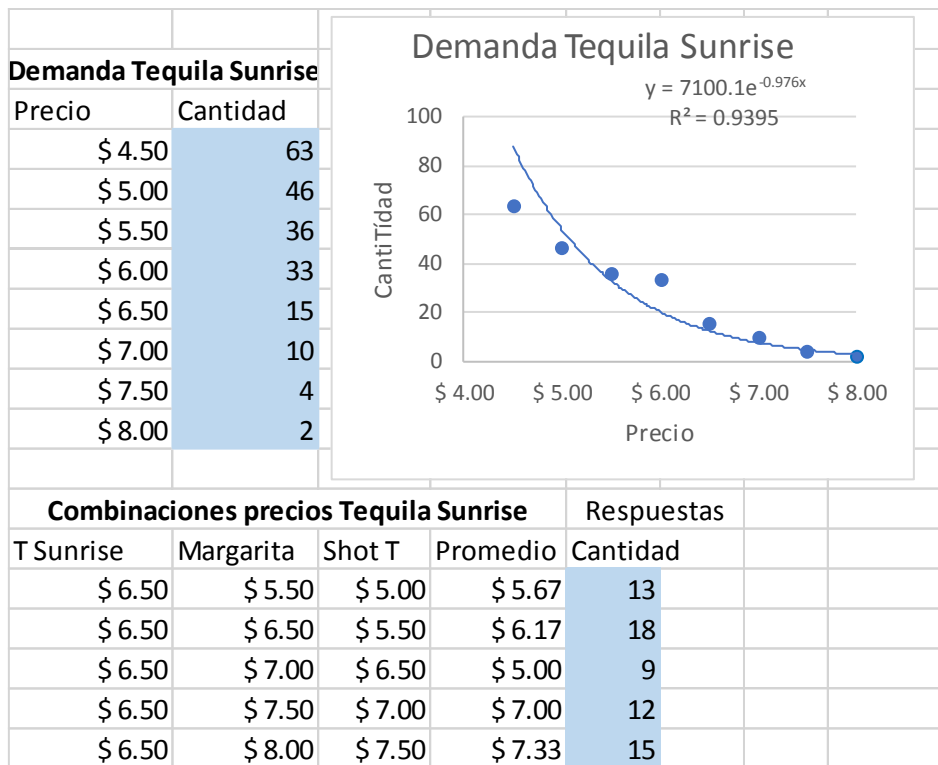 Demanda Tequila Sunrise
Precio Cantidad
$ 4.50 63
$ 5.00 46
$ 5.50 36
$ 6.00 33
$ 6.50 15
$ 7.00 10
$ 7.50 4
$ 8.00 2
Demanda Tequila Sunrise
y = 7100.1e^-0.976x
R² = 0.9395
100
80
60
40
20
0
CantiTídad
$ 4.00 $ 5.00 $ 6.00 $ 7.00 $ 8.00
Precio
Combinaciones precios Tequila Sunrise Respuestas
T Sunrise Margarita Shot T Promedio Cantidad
$ 6.50 $ 5.50 $ 5.00 $ 5.67 13
$ 6.50 $ 6.50 $ 5.50 $ 6.17 18
$ 6.50 $ 7.00 $ 6.50 $ 5.00 9
$ 6.50 $ 7.50 $ 7.00 $ 7.00 12
$ 6.50 $ 8.00 $ 7.50 $ 7.33 15